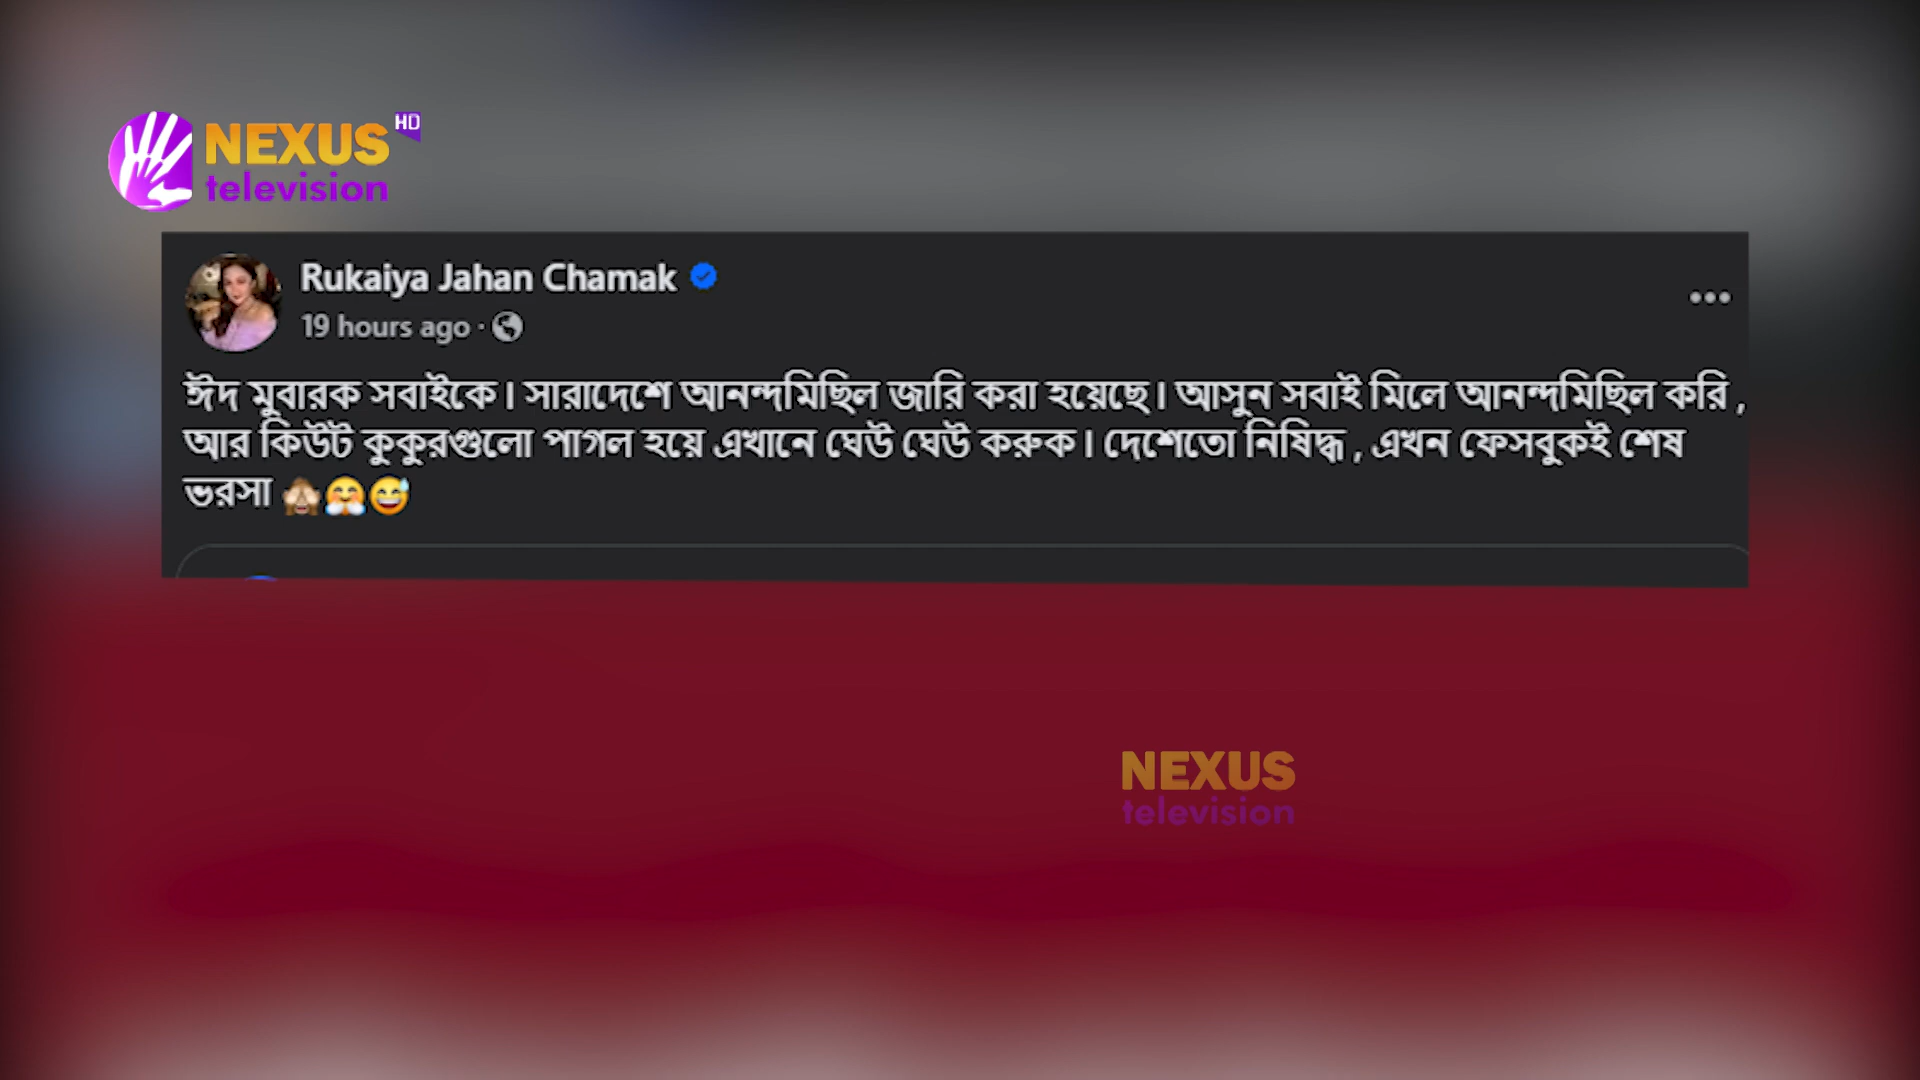 NEXUS HD
television
Rukaiya Jahan Chamak
19 hours ago ·
ঈদ মুবারক সবাইকে। সারাদেশে আনন্দমিছিল জারি করা হয়েছে। আসুন সবাই মিলে আনন্দমিছিল করি ,
আর কিউট কুকুরগুলো পাগল হয়ে এখানে ঘেউ ঘেউ করুক। দেশেতো নিষিদ্ধ , এখন ফেসবুকই শেষ
ভরসা 🙈🤗😅
NEXUS
television